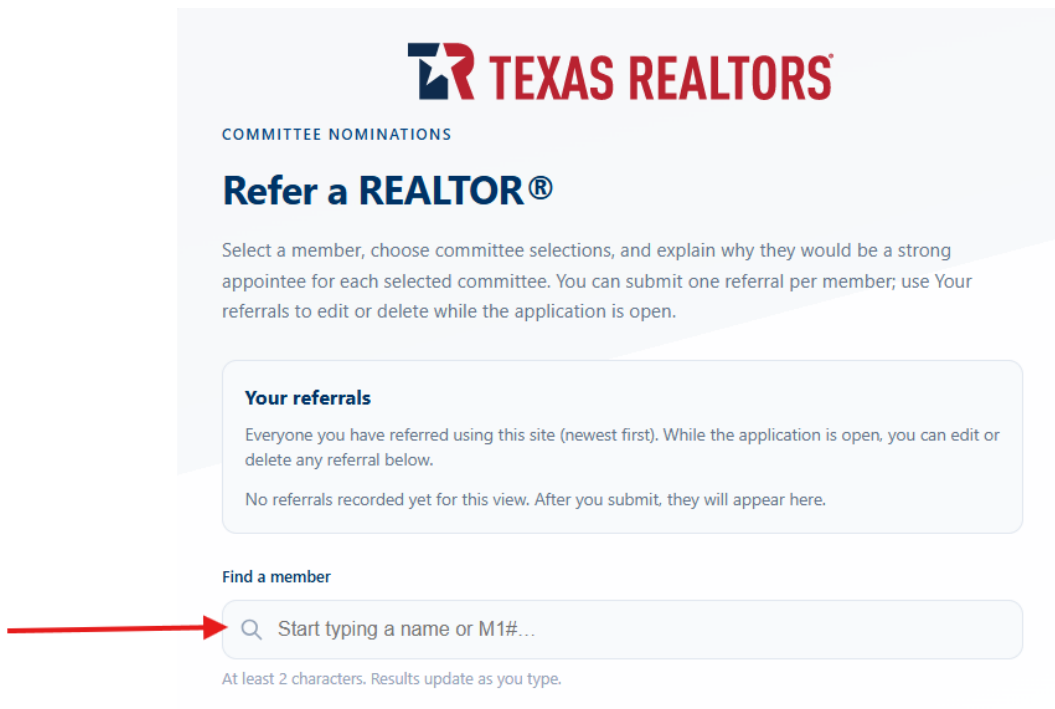 TEXAS REALTORS®
COMMITTEE NOMINATIONS
Refer a REALTOR®
Select a member, choose committee selections, and explain why they would be a strong
appointee for each selected committee. You can submit one referral per member; use Your
referrals to edit or delete while the application is open.
Your referrals
Everyone you have referred using this site (newest first). While the application is open, you can edit or
delete any referral below.
No referrals recorded yet for this view. After you submit, they will appear here.
Find a member
Start typing a name or M1#...
At least 2 characters. Results update as you type.